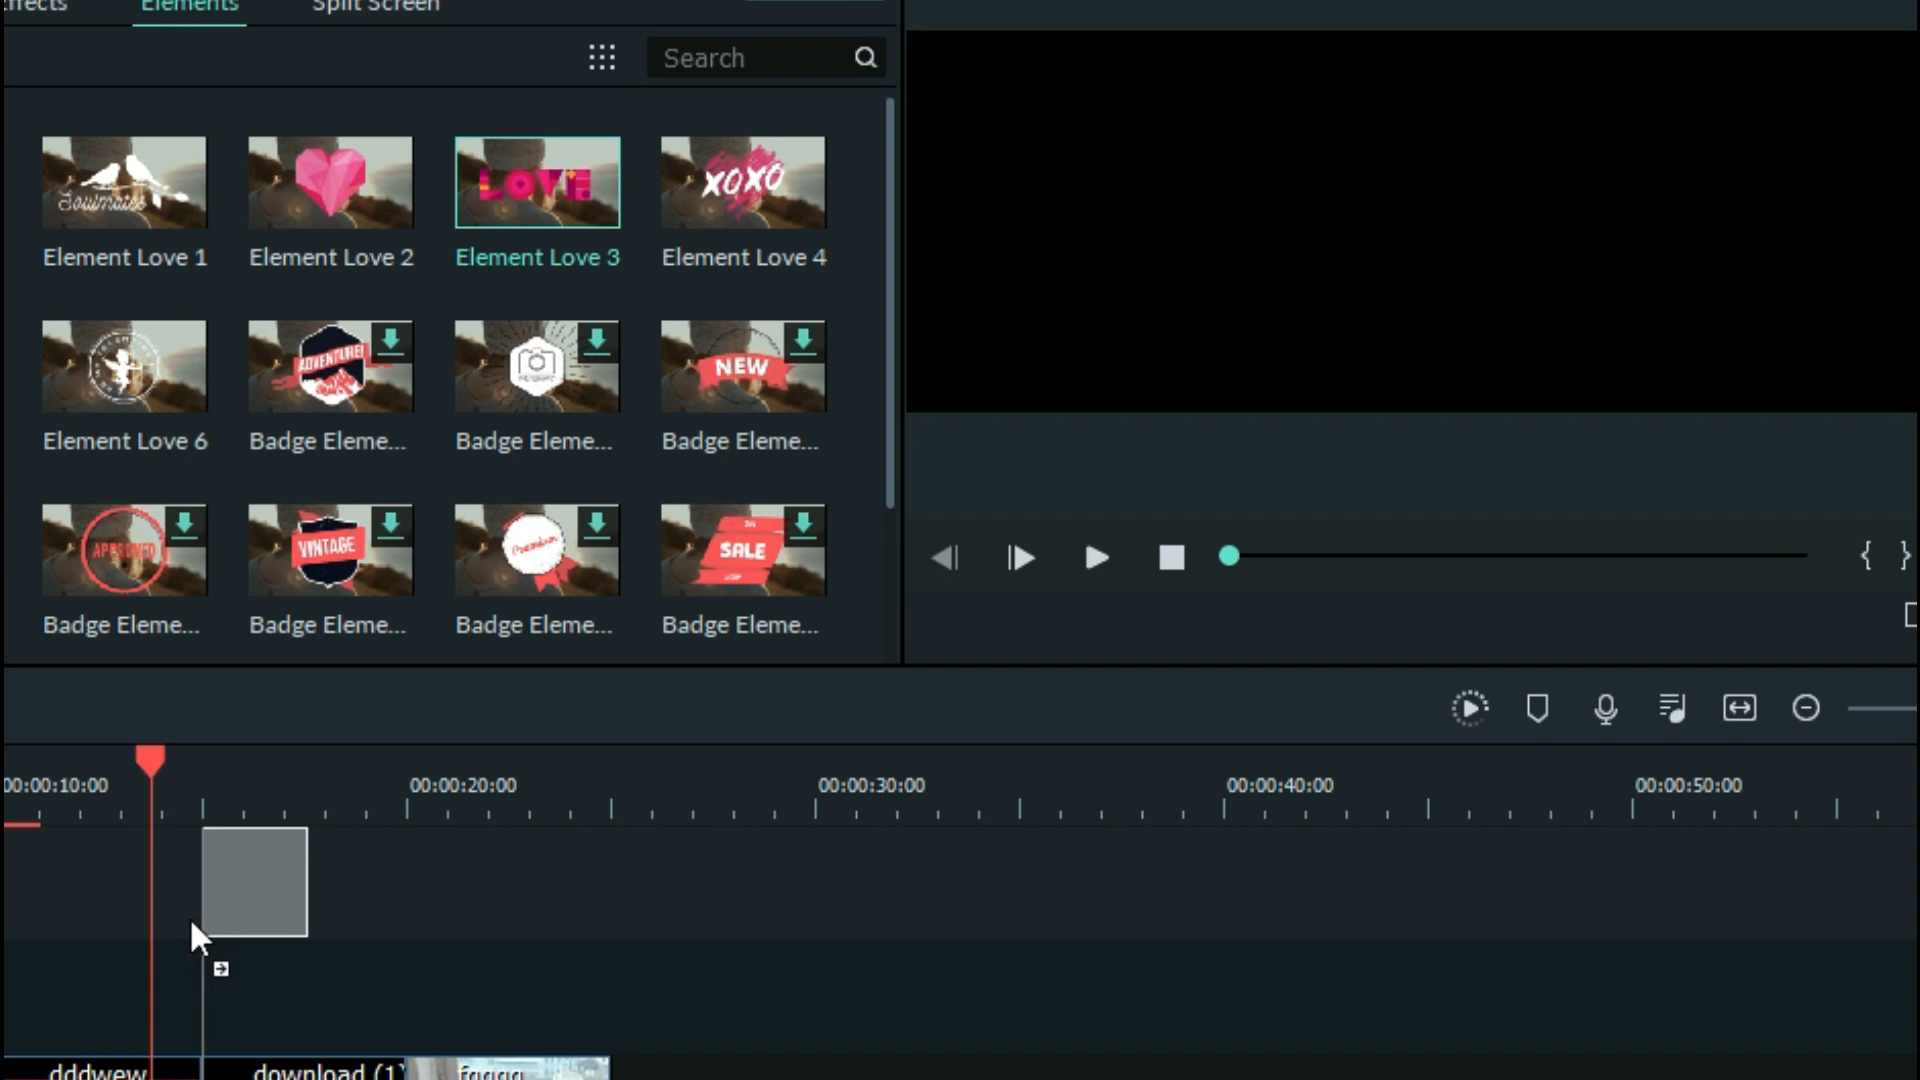 Effects Elements Split Screen
Search
Soulmates LOVE XOXO
Element Love 1 Element Love 2 Element Love 3 Element Love 4
ADVENTURE! NEW
Element Love 6 Badge Eleme... Badge Eleme... Badge Eleme...
APPROVED VINTAGE Premium SALE
Badge Eleme... Badge Eleme... Badge Eleme... Badge Eleme...
00:00:10:00 00:00:20:00 00:00:30:00 00:00:40:00 00:00:50:00
dddwew download (1)